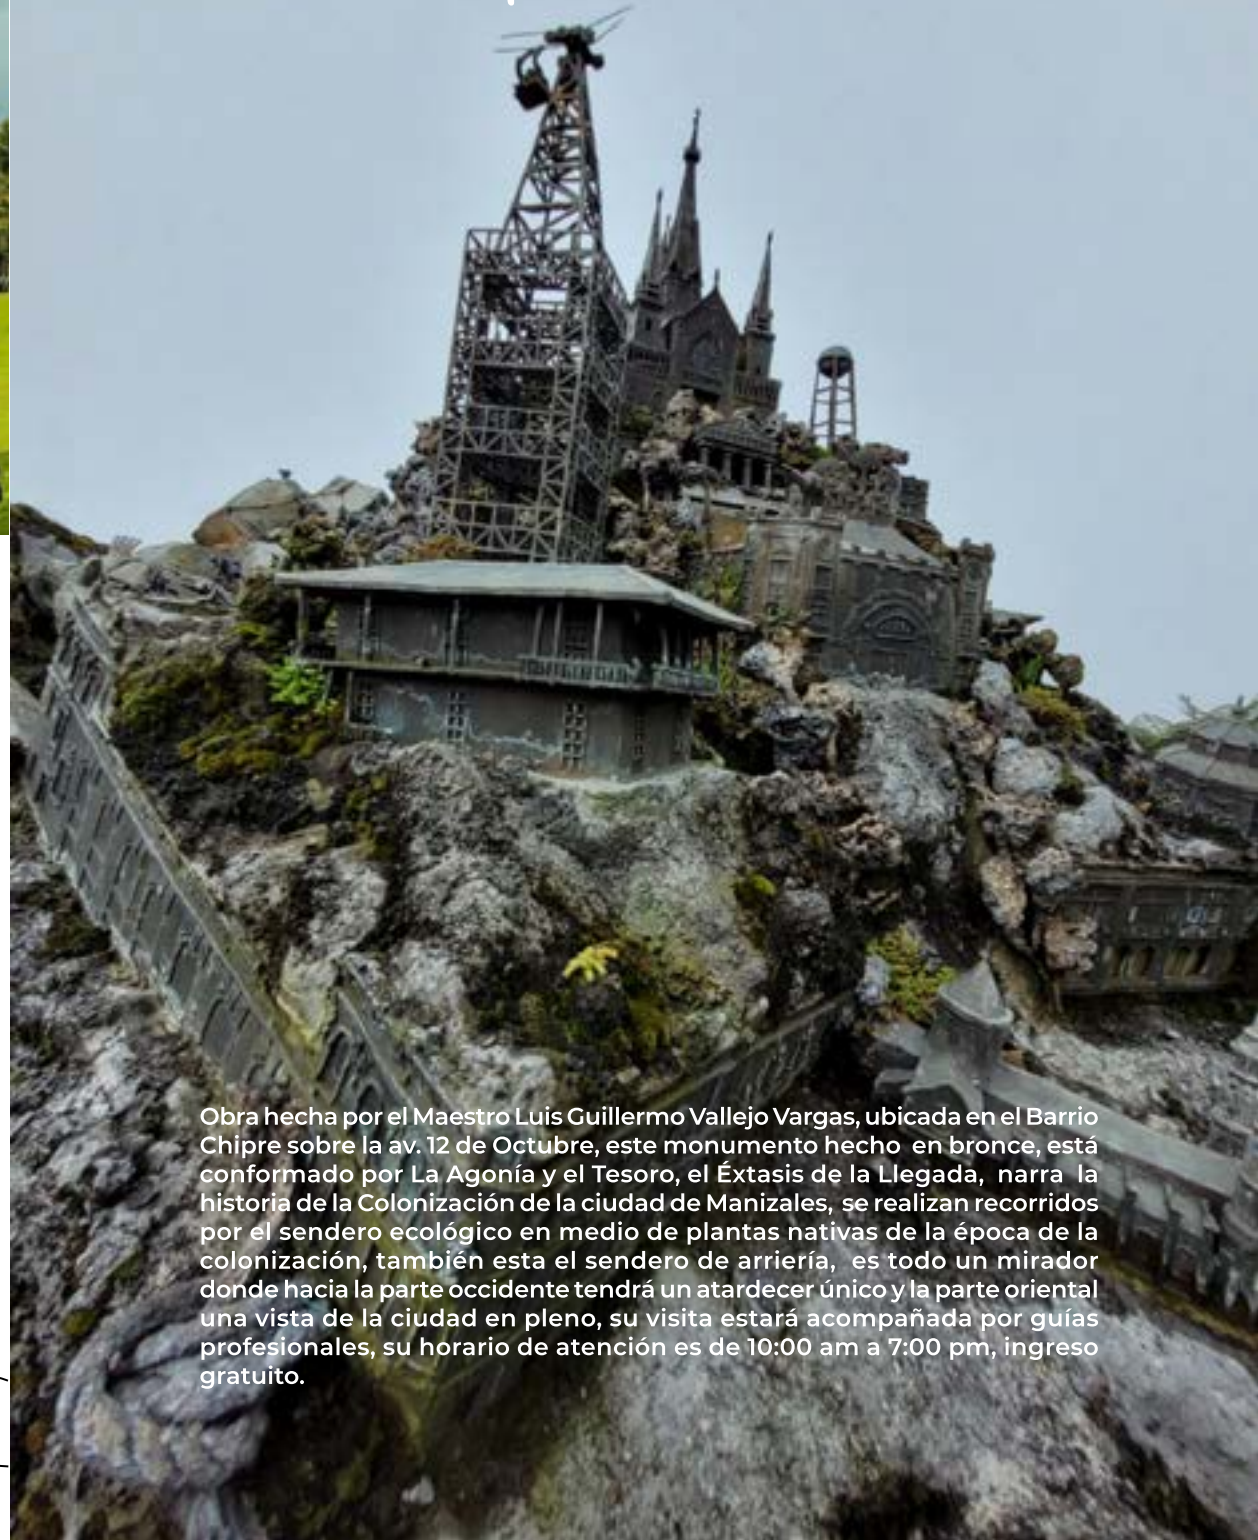 Obra hecha por el Maestro Luis Guillermo Vallejo Vargas, ubicada en el Barrio
Chipre sobre la av. 12 de Octubre, este monumento hecho en bronce, está
conformado por La Agonía y el Tesoro, el Éxtasis de la Llegada, narra la
historia de la Colonización de la ciudad de Manizales, se realizan recorridos
por el sendero ecológico en medio de plantas nativas de la época de la
colonización, también esta el sendero de arriería, es todo un mirador
donde hacia la parte occidente tendrá un atardecer único y la parte oriental
una vista de la ciudad en pleno, su visita estará acompañada por guías
profesionales, su horario de atención es de 10:00 am a 7:00 pm, ingreso
gratuito.